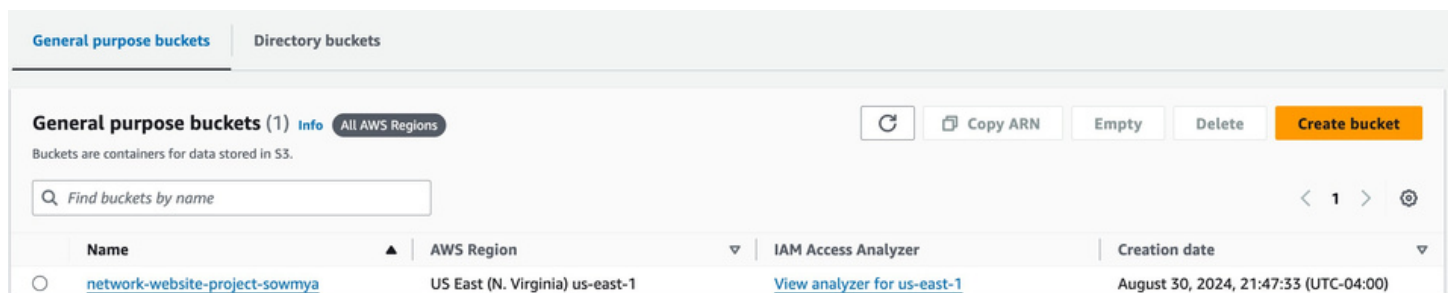 General purpose buckets Directory buckets
General purpose buckets (1) Info All AWS Regions Copy ARN Empty Delete Create bucket
Buckets are containers for data stored in S3.
Find buckets by name 1
Name AWS Region IAM Access Analyzer Creation date
network-website-project-sowmya US East (N. Virginia) us-east-1 View analyzer for us-east-1 August 30, 2024, 21:47:33 (UTC-04:00)